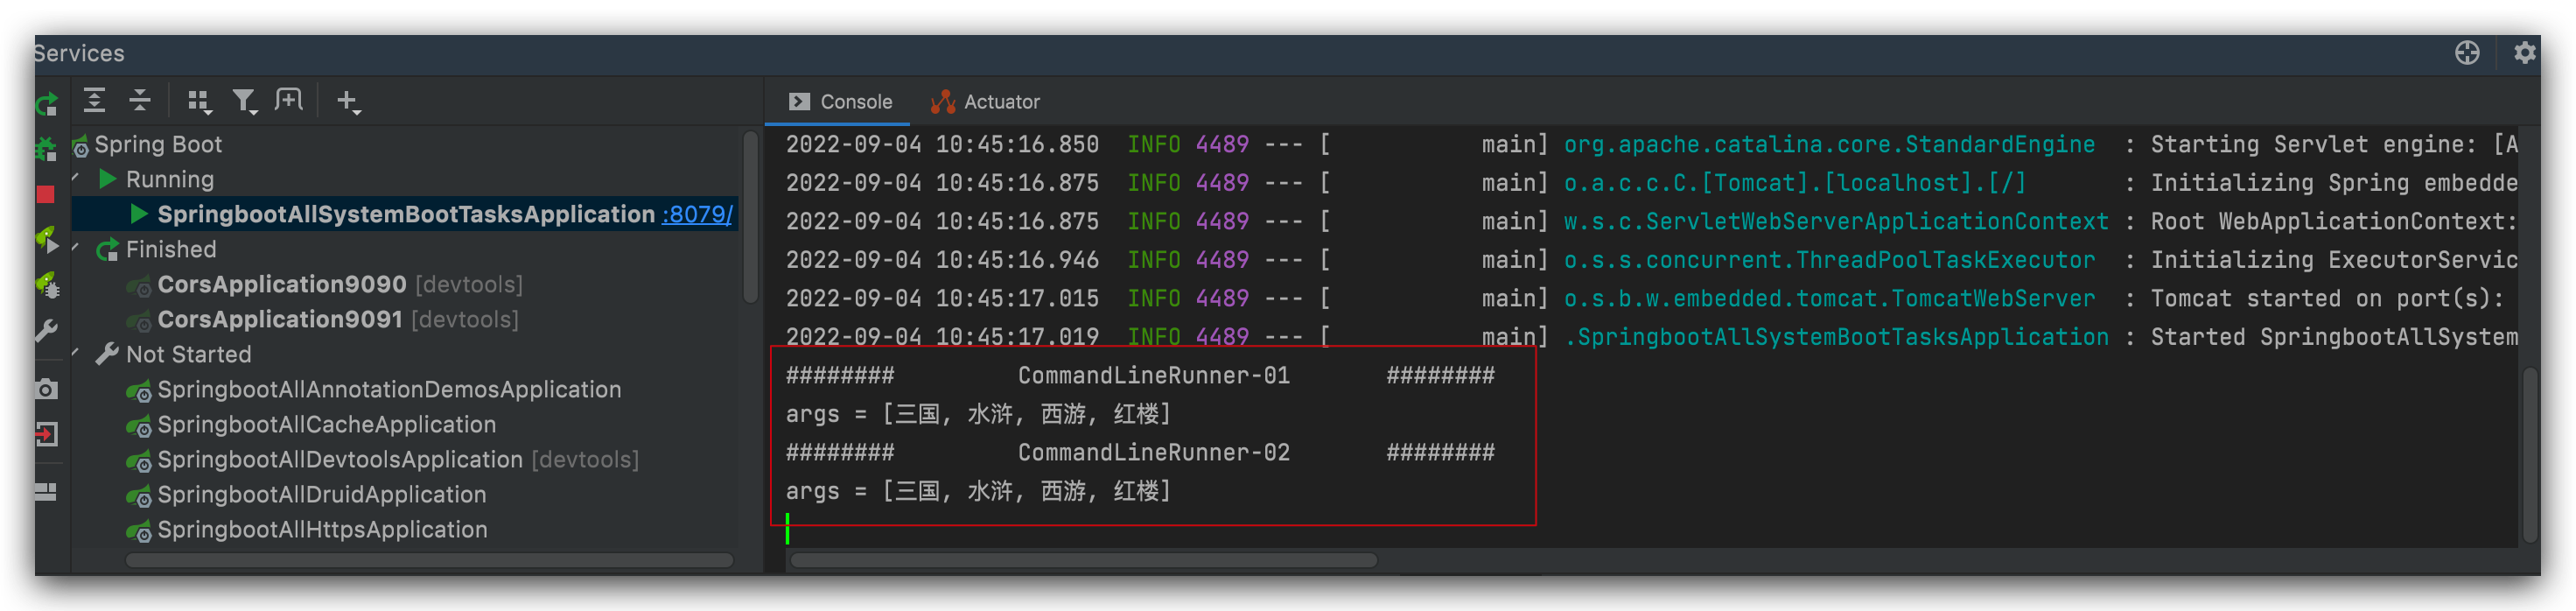 Services
Spring Boot
Running
SpringbootAllSystemBootTasksApplication :8079/
Finished
CorsApplication9090 [devtools]
CorsApplication9091 [devtools]
Not Started
SpringbootAllAnnotationDemosApplication
SpringbootAllCacheApplication
SpringbootAllDevtoolsApplication [devtools]
SpringbootAllDruidApplication
SpringbootAllHttpsApplication
Console Actuator
2022-09-04 10:45:16.850 INFO 4489 --- [ main] org.apache.catalina.core.StandardEngine : Starting Servlet engine: [A
2022-09-04 10:45:16.875 INFO 4489 --- [ main] o.a.c.c.C.[Tomcat].[localhost].[/] : Initializing Spring embedde
2022-09-04 10:45:16.875 INFO 4489 --- [ main] w.s.c.ServletWebServerApplicationContext : Root WebApplicationContext:
2022-09-04 10:45:16.946 INFO 4489 --- [ main] o.s.s.concurrent.ThreadPoolTaskExecutor : Initializing ExecutorServic
2022-09-04 10:45:17.015 INFO 4489 --- [ main] o.s.b.w.embedded.tomcat.TomcatWebServer : Tomcat started on port(s):
2022-09-04 10:45:17.019 INFO 4489 --- [ main] .SpringbootAllSystemBootTasksApplication : Started SpringbootAllSystem
######## CommandLineRunner-01 ########
args = [三国, 水浒, 西游, 红楼]
######## CommandLineRunner-02 ########
args = [三国, 水浒, 西游, 红楼]